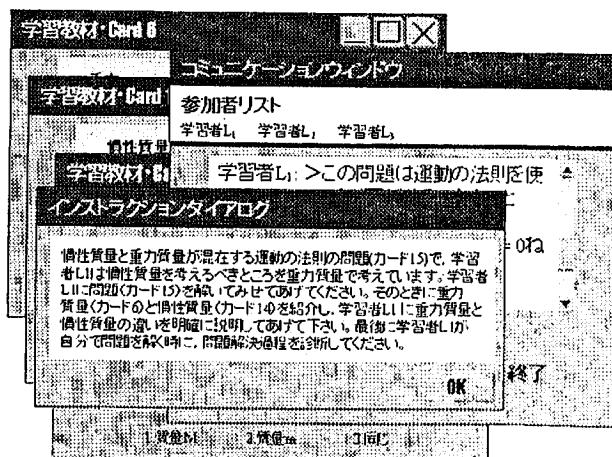 学習教材・Card 6
コミュニケーションウィンドウ
参加者リスト
学習者L₁ 学習者L₂ 学習者L₃
学習教材・Card
慣性質量
学習教材・
学習者L₁: >この問題は運動の法則を使
= 0ね
インストラクションダイアログ
慣性質量と重力質量が混在する運動の法則の問題(カード15)で, 学習
者L1は慣性質量を考えるべきところを重力質量で考えています. 学習者
L1に問題(カード15)を解いてみせてあげてください. そのときに重力
質量(カード6)と慣性質量(カード14)を紹介し, 学習者L1に重力質量と
慣性質量の違いを明確に説明してあげて下さい. 最後に学習者L1が
自分で問題を解く時に, 問題解決過程を診断してください.
OK
終了
1.質量M 2.質量m 3.同じ